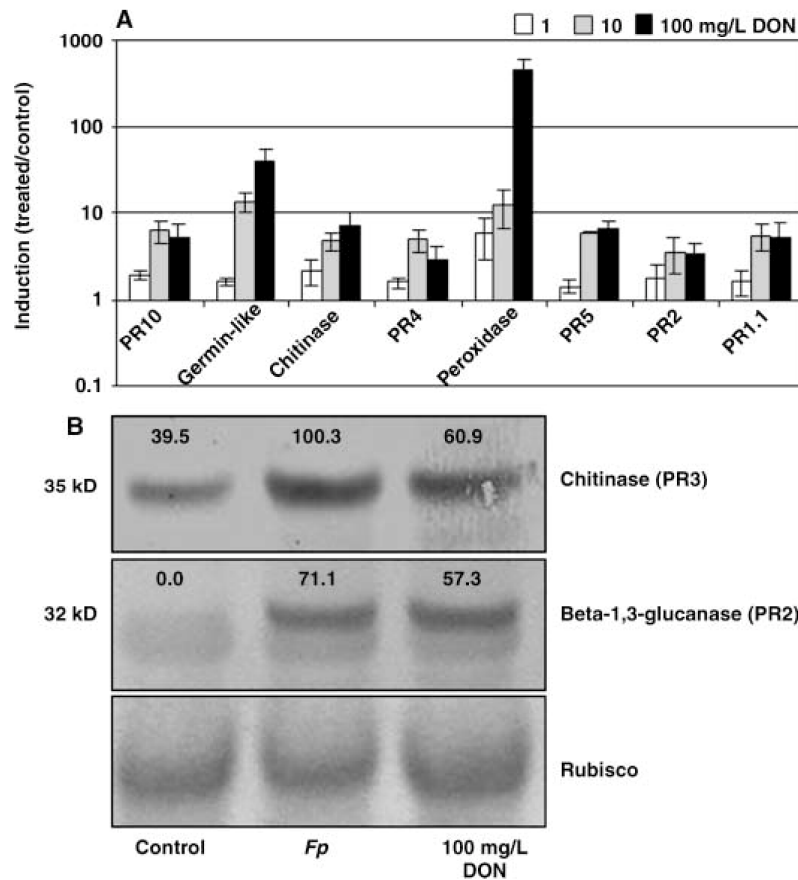 A
1 10 100 mg/L DON
Induction (treated/control)
1000
100
10
1
0.1
PR10 Germin-like Chitinase PR4 Peroxidase PR5 PR2 PR1.1
B
39.5 100.3 60.9
35 kD
Chitinase (PR3)
0.0 71.1 57.3
32 kD
Beta-1,3-glucanase (PR2)
Rubisco
Control Fp 100 mg/L
DON